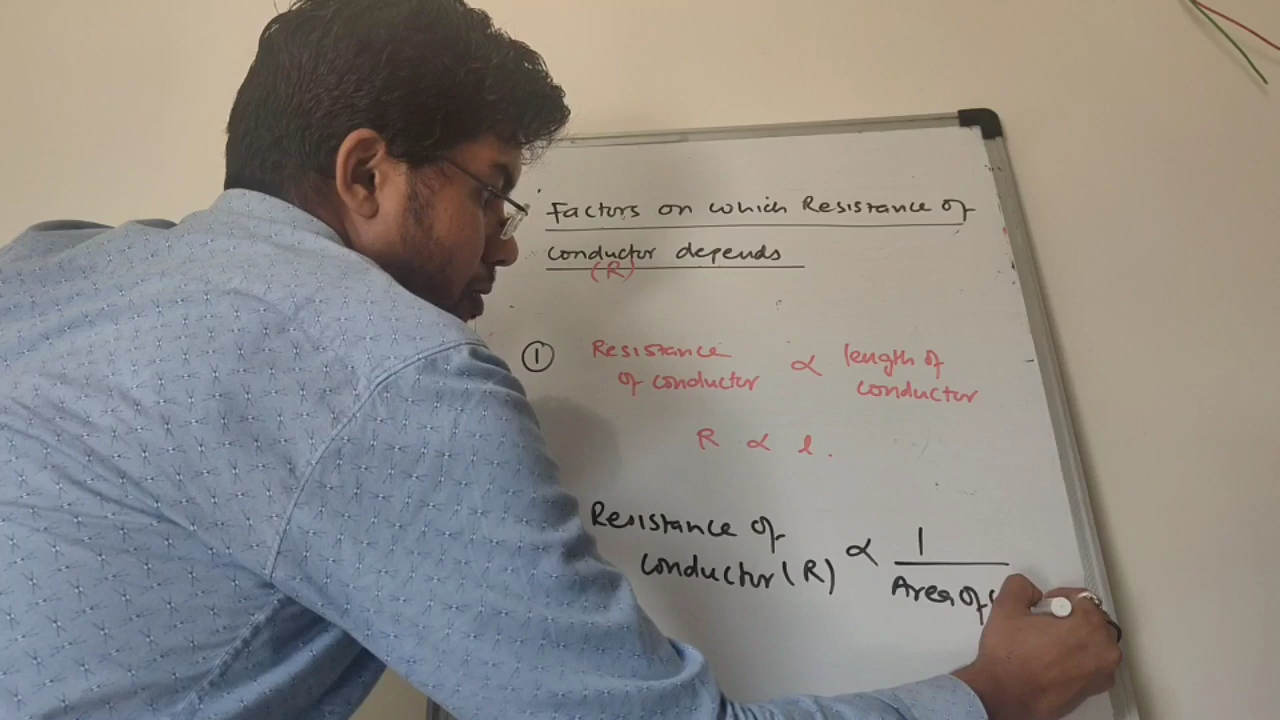 Factors on which Resistance of
conductor depends
(R)
① Resistance ∝ length of
of conductor conductor
R ∝ l.
Resistance of
conductor (R) ∝ 1
Area of